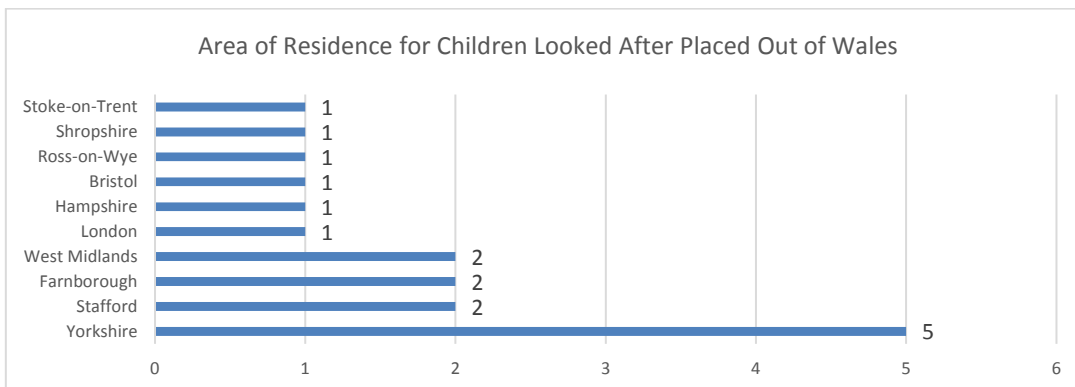 Area of Residence for Children Looked After Placed Out of Wales
Stoke-on-Trent 1
Shropshire 1
Ross-on-Wye 1
Bristol 1
Hampshire 1
London 1
West Midlands 2
Farnborough 2
Stafford 2
Yorkshire 5
0 1 2 3 4 5 6